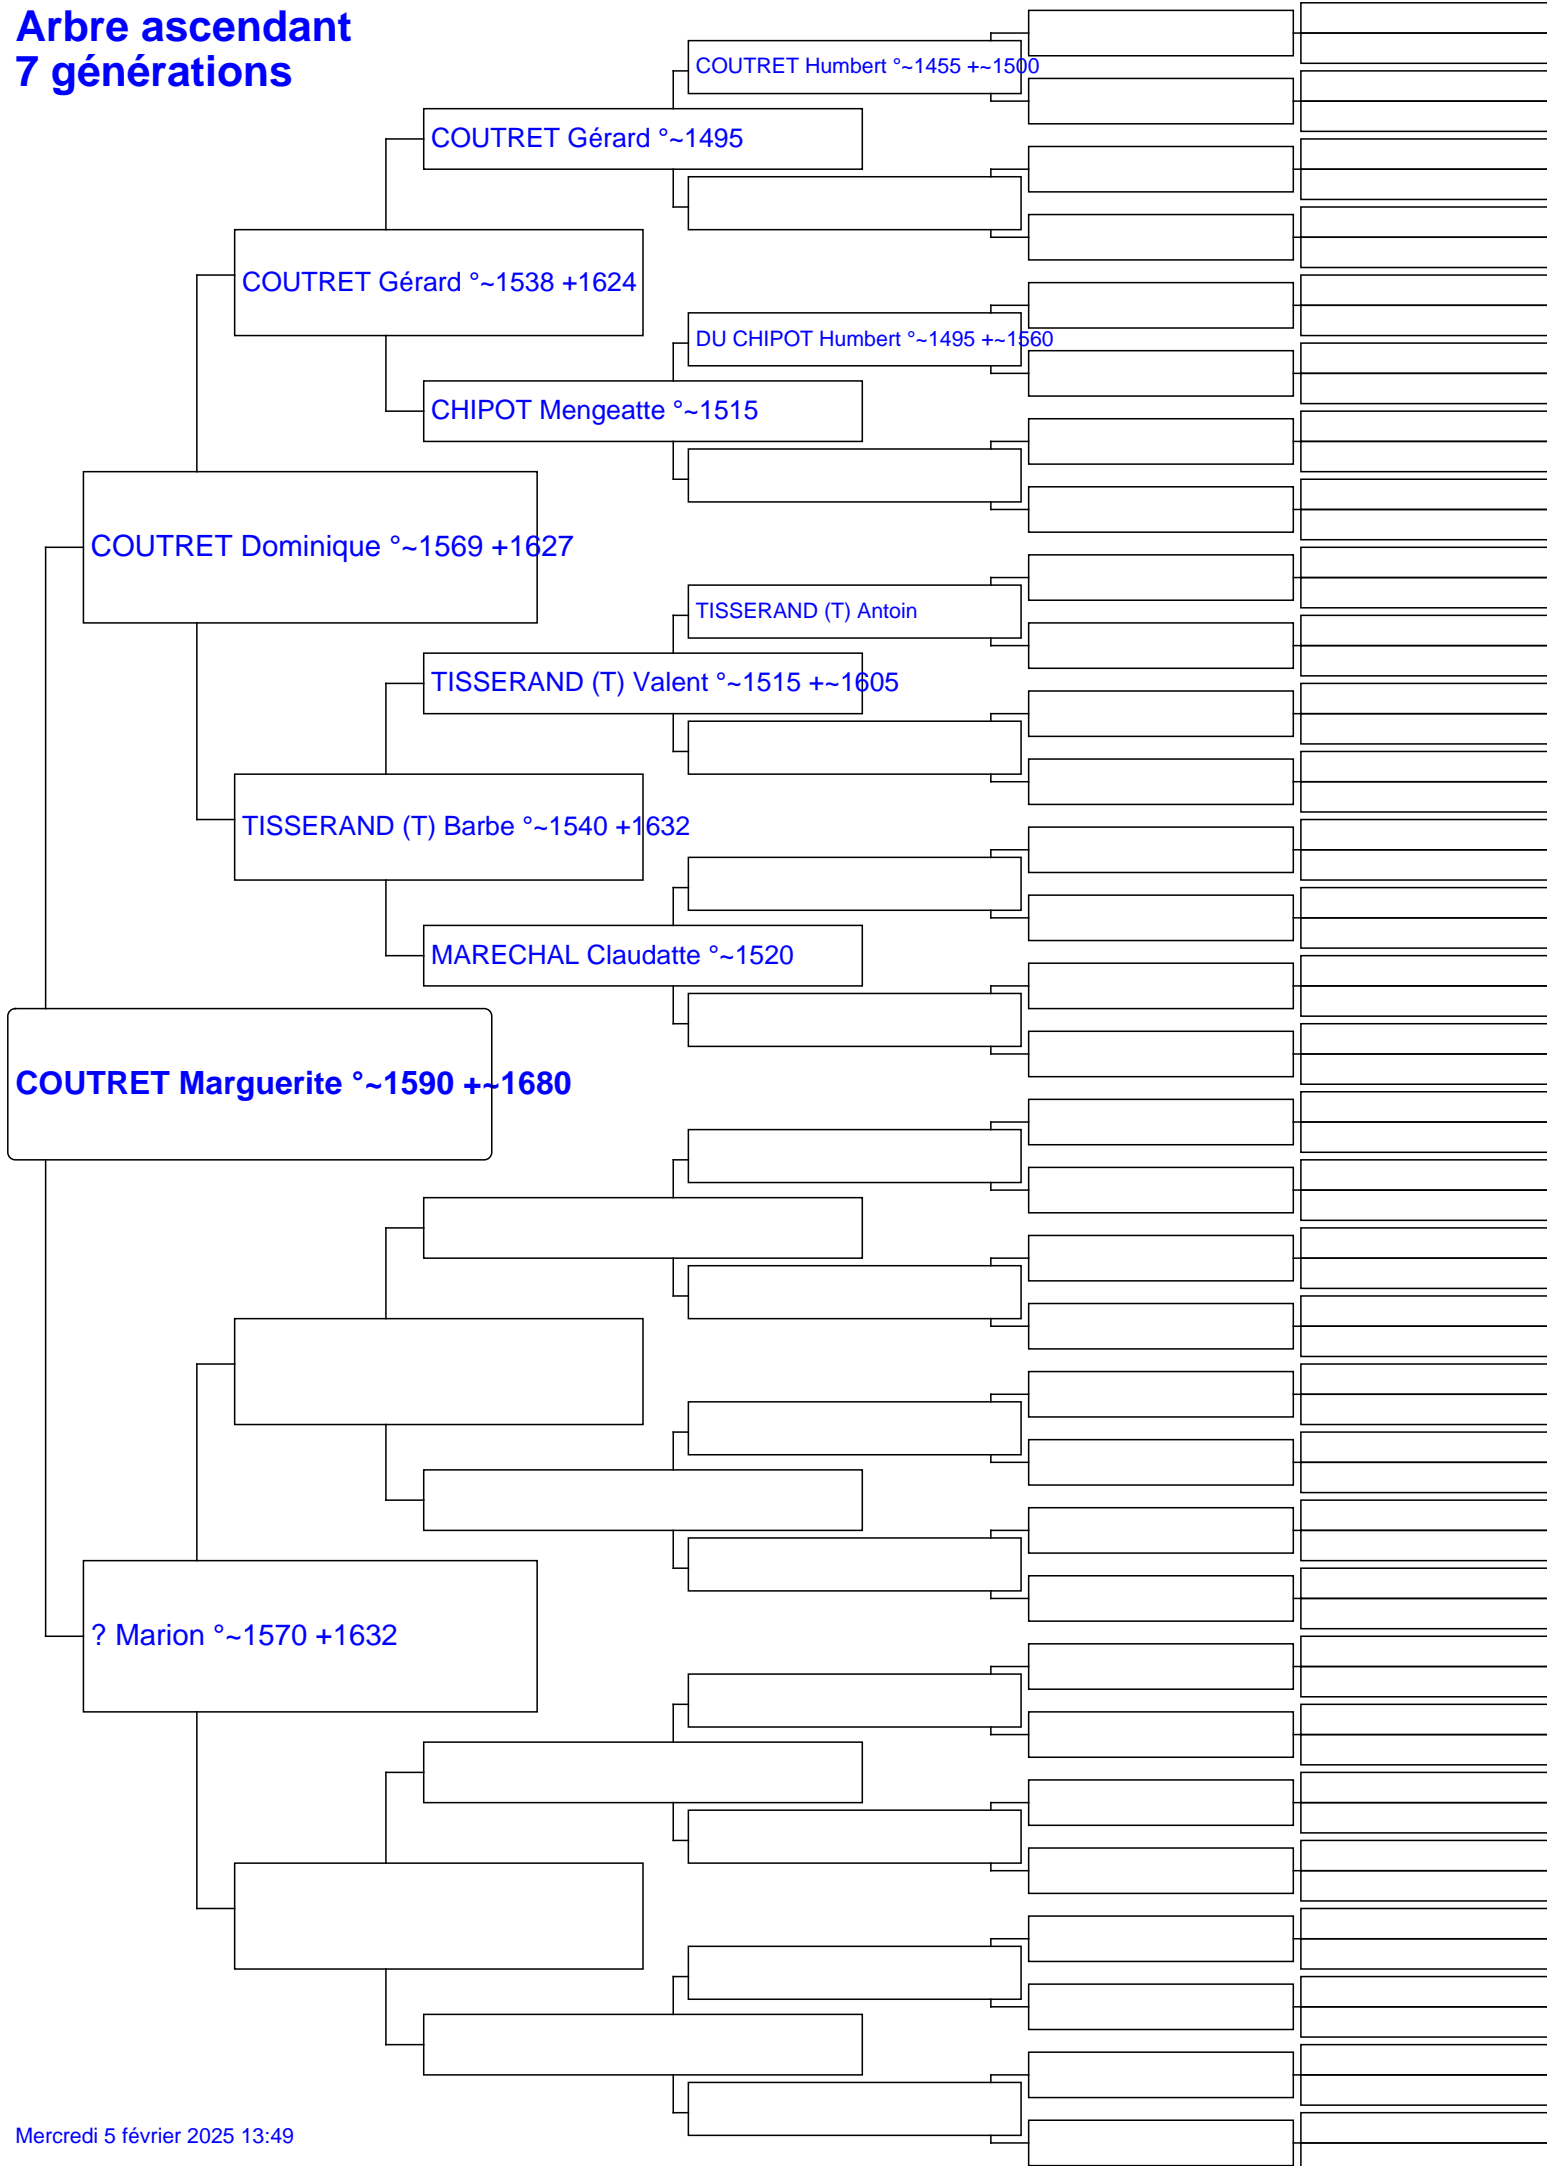 Arbre ascendant
7 générations
COUTRET Humbert °~1455 +~1500
COUTRET Gérard °~1495
COUTRET Gérard °~1538 +1624
DU CHIPOT Humbert °~1495 +~1560
CHIPOT Mengeatte °~1515
COUTRET Dominique °~1569 +1627
TISSERAND (T) Antoin
TISSERAND (T) Valent °~1515 +~1605
TISSERAND (T) Barbe °~1540 +1632
MARECHAL Claudatte °~1520
COUTRET Marguerite °~1590 +~1680
? Marion °~1570 +1632
Mercredi 5 février 2025 13:49